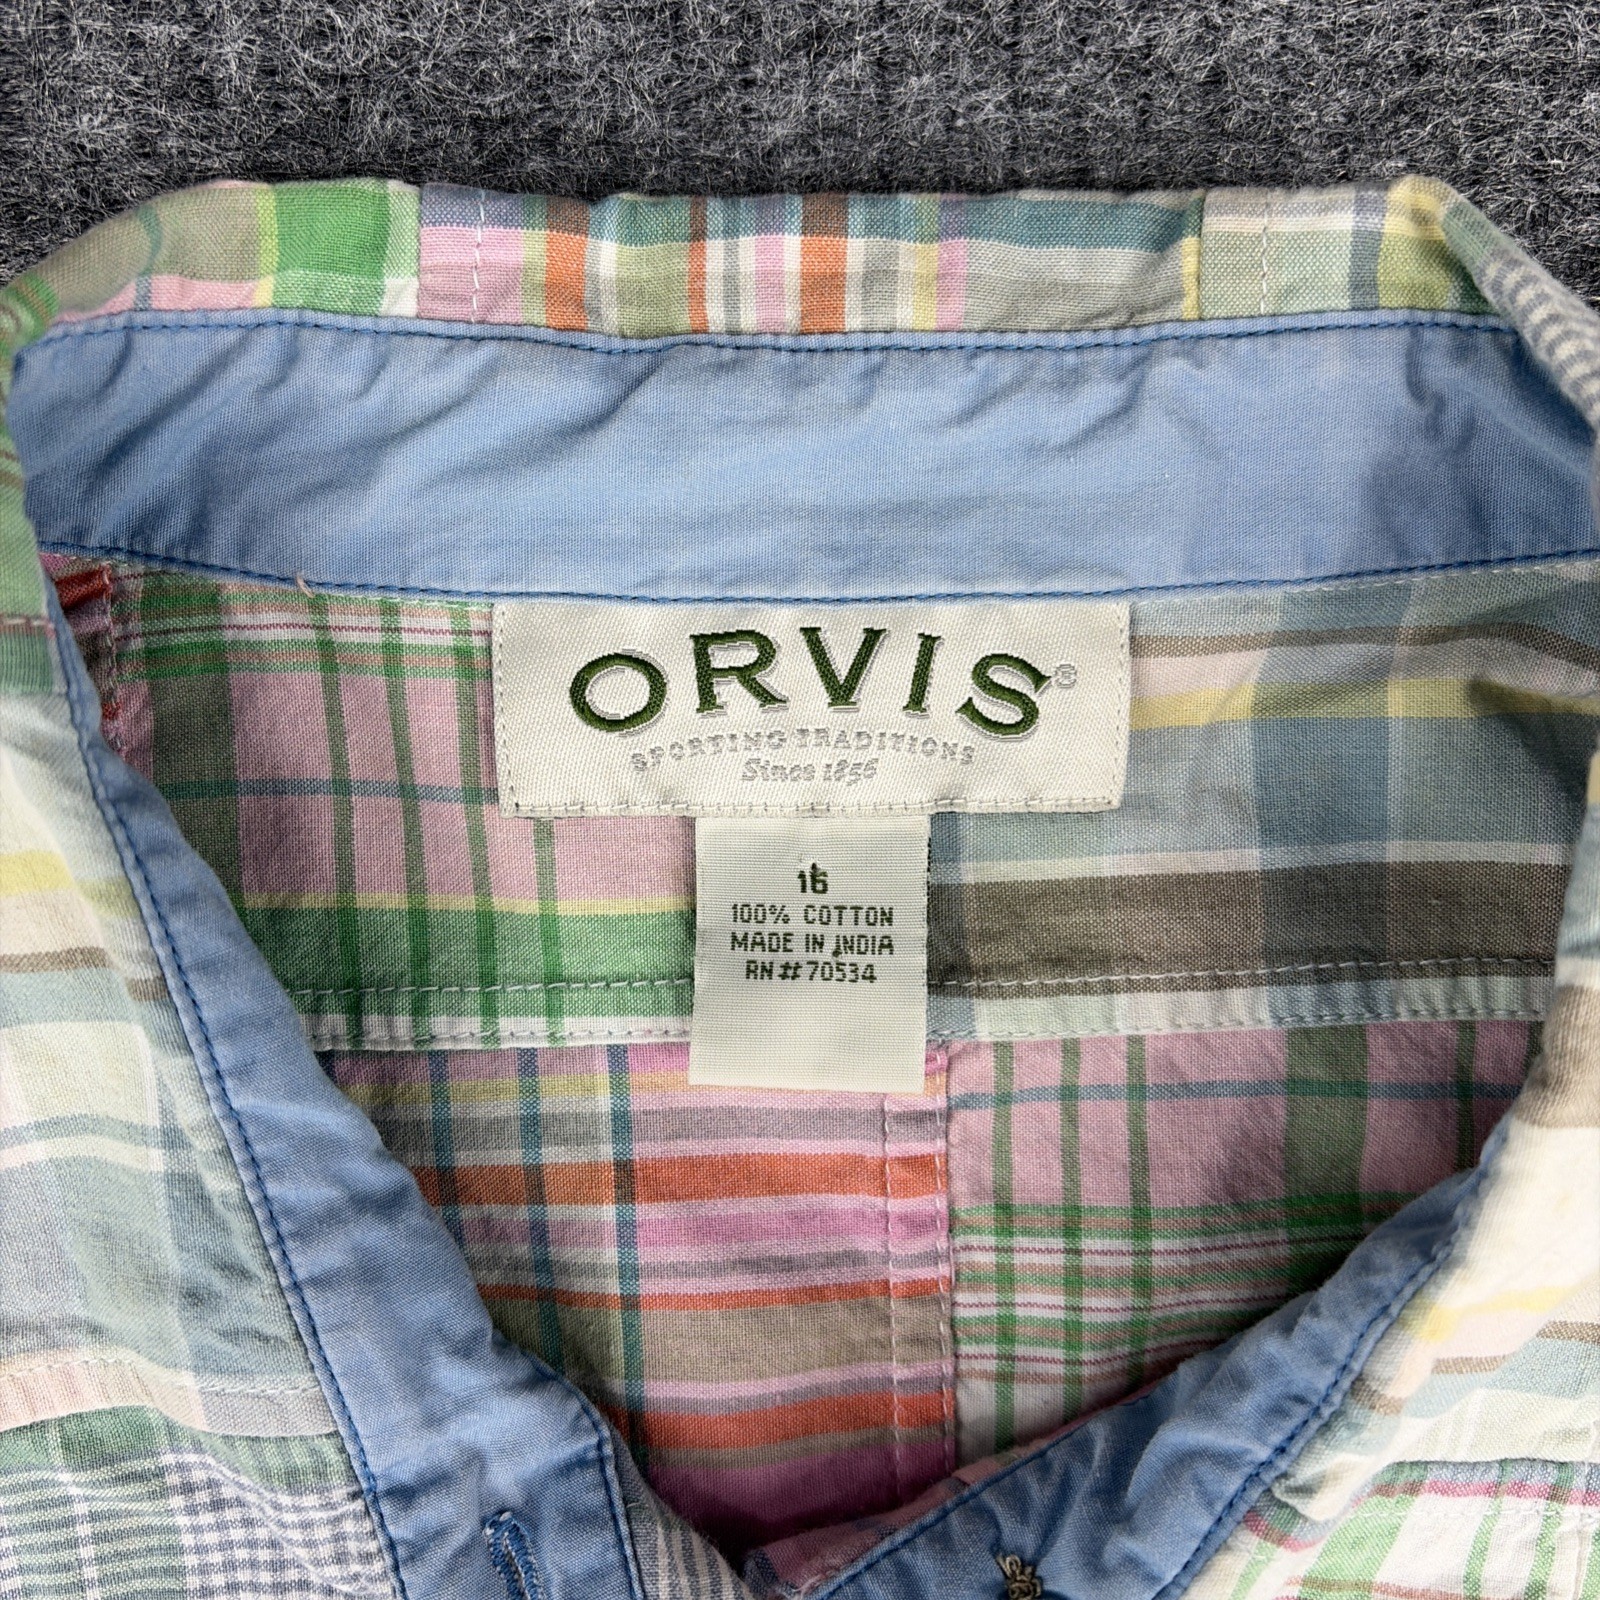 ORVIS®
SPORTING TRADITIONS
Since 1856
16
100% COTTON
MADE IN INDIA
RN# 70534